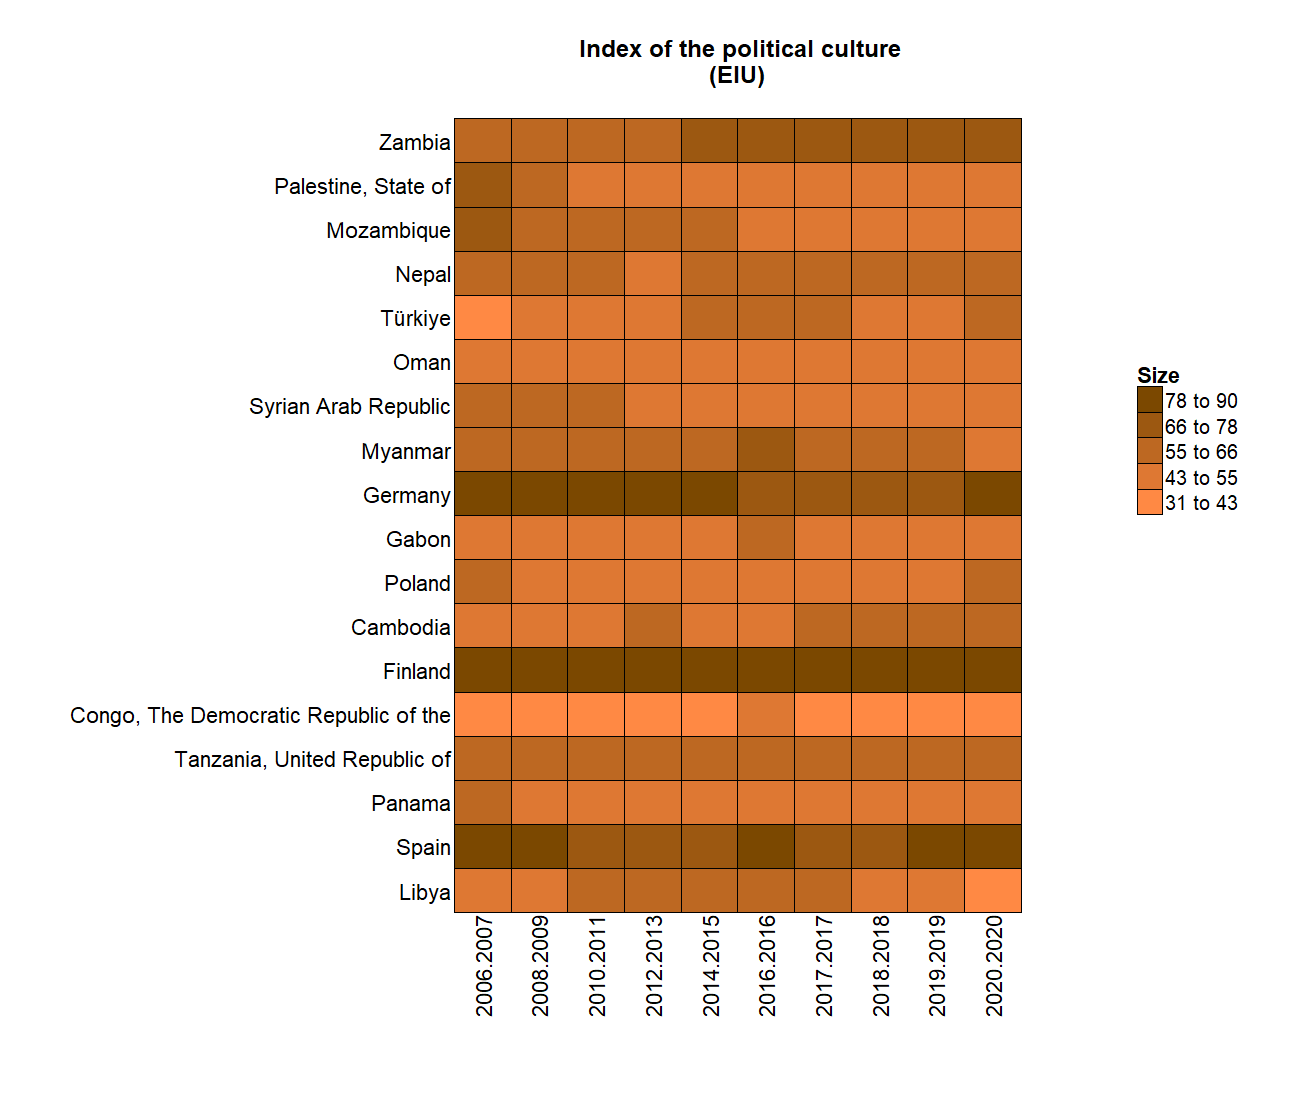 Index of the political culture
(EIU)
Zambia
Palestine, State of
Mozambique
Nepal
Türkiye
Oman
Syrian Arab Republic
Myanmar
Germany
Gabon
Poland
Cambodia
Finland
Congo, The Democratic Republic of the
Tanzania, United Republic of
Panama
Spain
Libya
2006.2007
2008.2009
2010.2011
2012.2013
2014.2015
2016.2016
2017.2017
2018.2018
2019.2019
2020.2020
Size
78 to 90
66 to 78
55 to 66
43 to 55
31 to 43